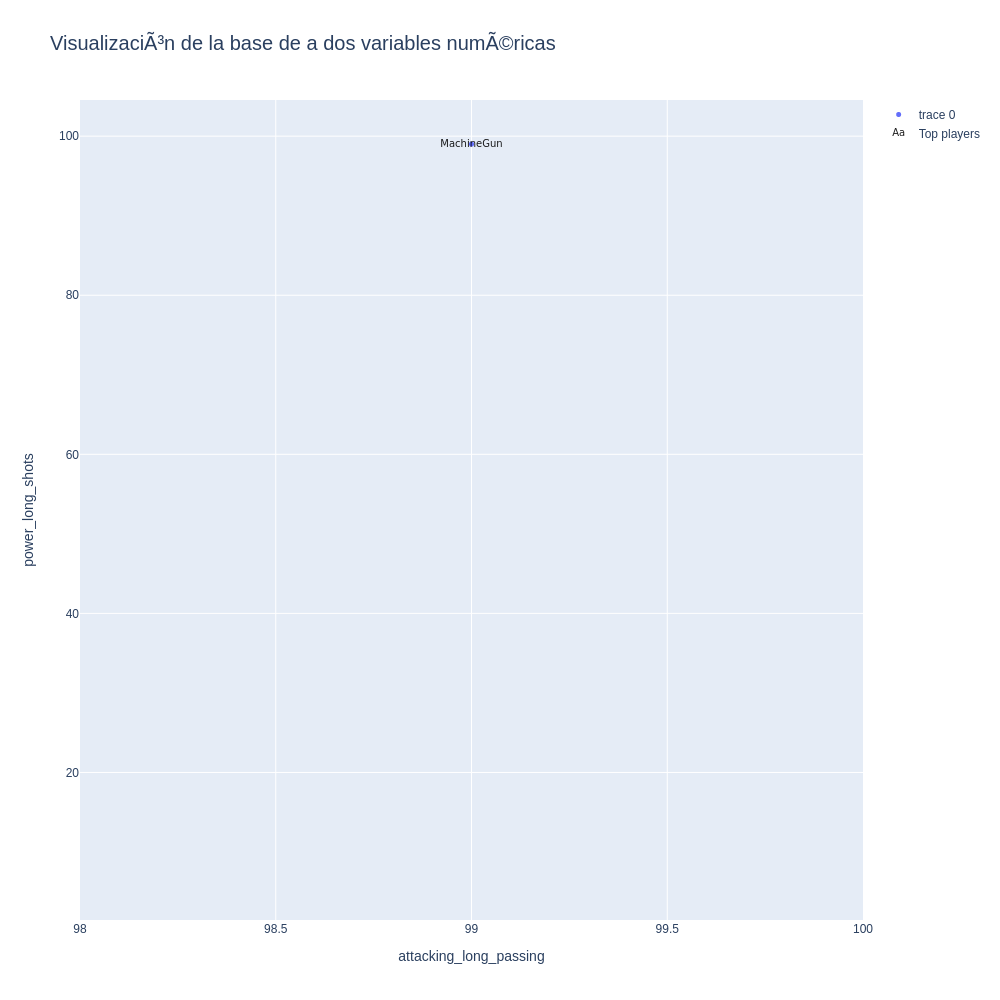 VisualizaciÃ³n de la base de a dos variables numÃ©ricas
trace 0
Aa Top players
MachineGun
100
80
60
40
20
power_long_shots
98 98.5 99 99.5 100
attacking_long_passing